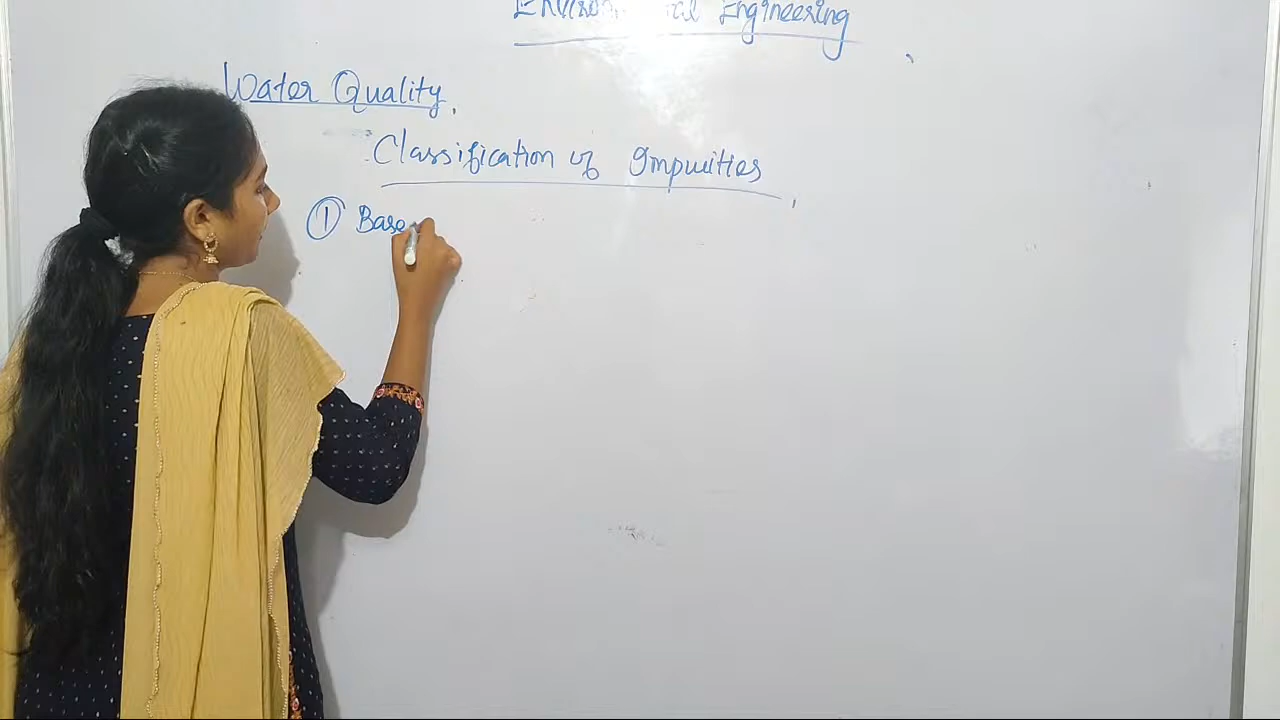 Environmental Engineering
Water Quality.
Classification of Impurities
① Base